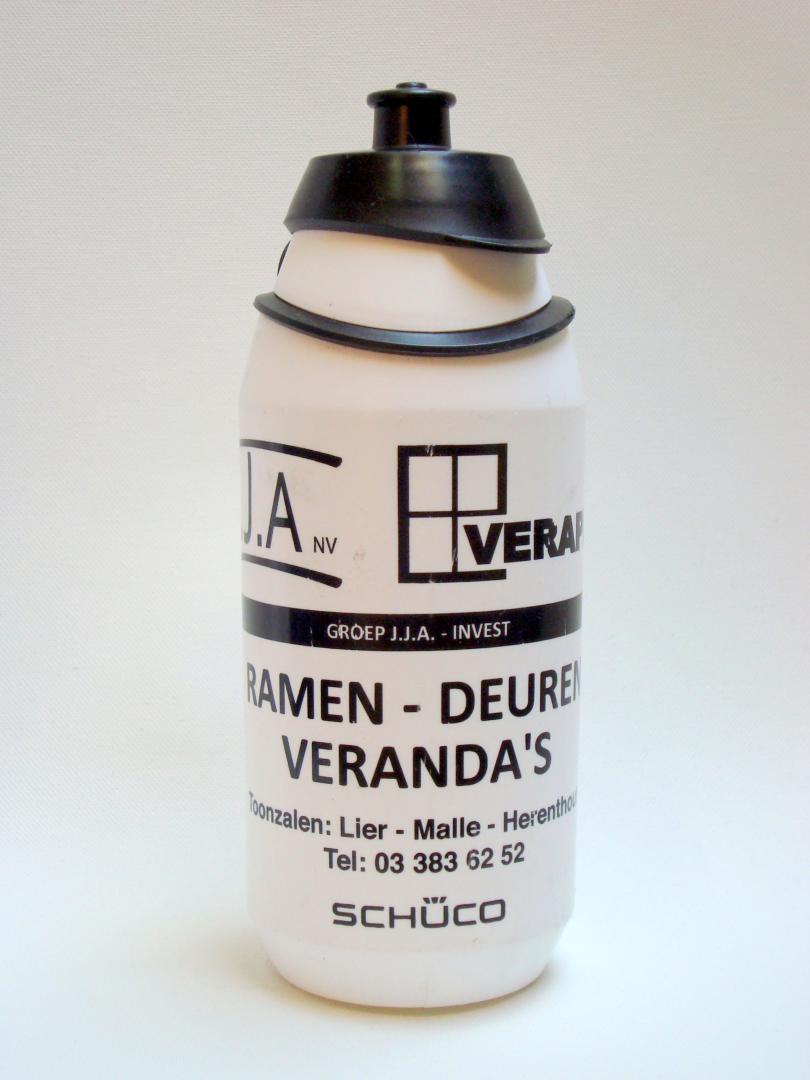 J.A NV
VERAP
GROEP J.J.A. - INVEST
RAMEN - DEUREN
VERANDA'S
Toonzalen: Lier - Malle - Herenthou
Tel: 03 383 62 52
SCHÜCO